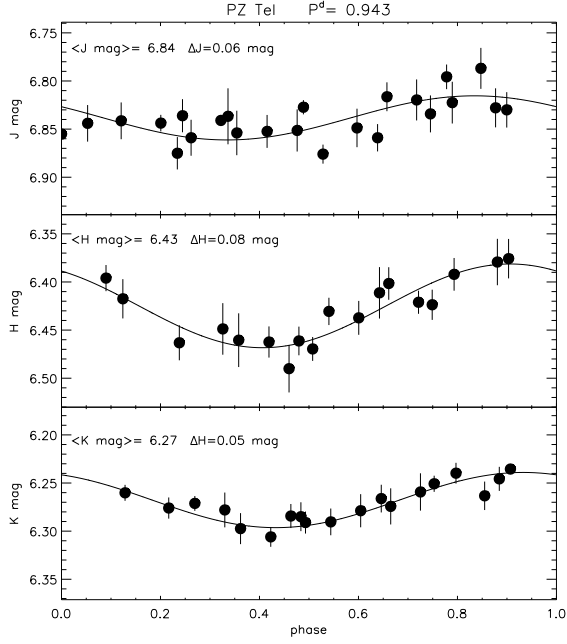 PZ Tel P^d= 0.943
6.75
<J mag>= 6.84 ΔJ=0.06 mag
6.80
J mag
6.85
6.90
6.35
<H mag>= 6.43 ΔH=0.08 mag
6.40
H mag
6.45
6.50
6.20
<K mag>= 6.27 ΔH=0.05 mag
6.25
K mag
6.30
6.35
0.0 0.2 0.4 0.6 0.8 1.0
phase